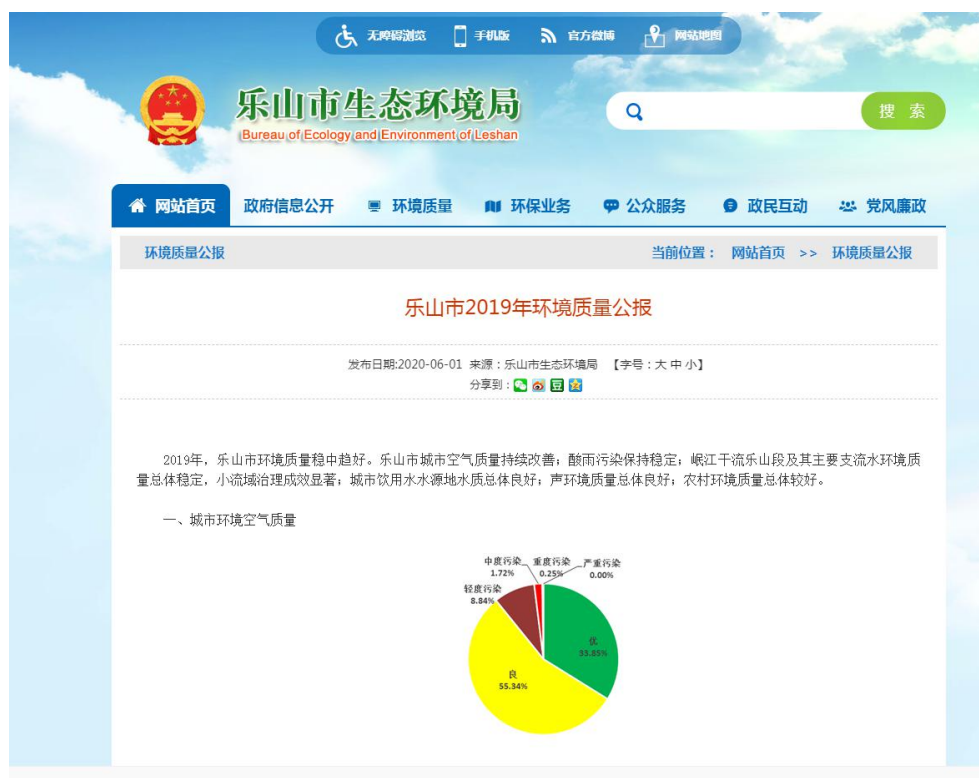 无障碍浏览 手机版 官方微博 网站地图
乐山市生态环境局
Bureau of Ecology and Environment of Leshan
搜 索
网站首页 政府信息公开 环境质量 环保业务 公众服务 政民互动 党风廉政
环境质量公报 当前位置： 网站首页 >> 环境质量公报
乐山市2019年环境质量公报
发布日期:2020-06-01 来源：乐山市生态环境局 【字号：大 中 小】
分享到：
2019年，乐山市环境质量稳中趋好。乐山市城市空气质量持续改善；酸雨污染保持稳定；岷江干流乐山段及其主要支流水环境质
量总体稳定，小流域治理成效显著；城市饮用水水源地水质总体良好；声环境质量总体良好；农村环境质量总体较好。
一、城市环境空气质量
中度污染 重度污染 严重污染
1.72% 0.25% 0.00%
轻度污染
8.84%
优
33.85%
良
55.34%